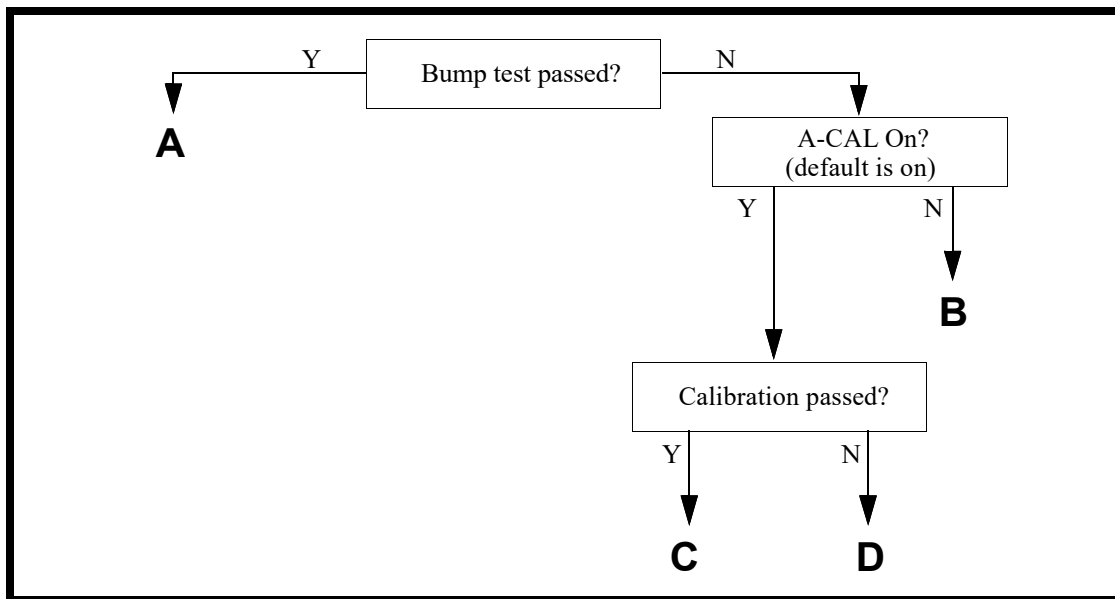 Y
Bump test passed?
N
A
A-CAL On?
(default is on)
Y
N
B
Calibration passed?
Y
N
C
D